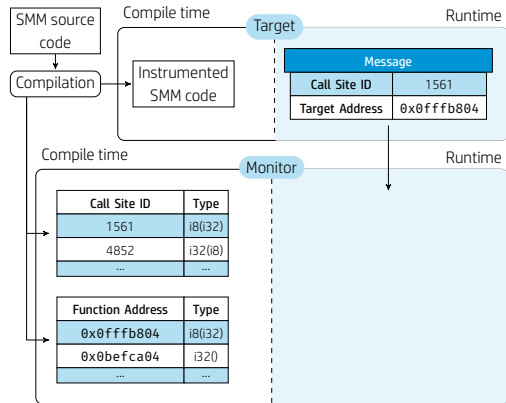 SMM source
code
Compilation
Compile time
Target
Runtime
Instrumented
SMM code
Message
Call Site ID 1561
Target Address 0x0fffb804
Compile time
Monitor
Runtime
Call Site ID Type
1561 i8(i32)
4852 i32(i8)
... ...
Function Address Type
0x0fffb804 i8(i32)
0x0befca04 i32()
... ...